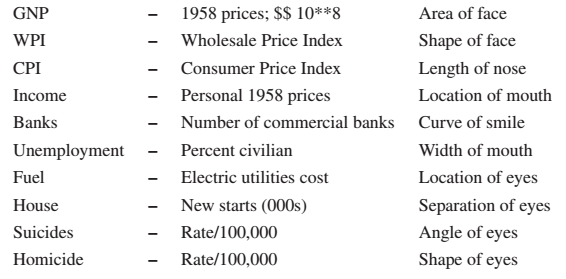 GNP – 1958 prices; $$ 10**8 Area of face
WPI – Wholesale Price Index Shape of face
CPI – Consumer Price Index Length of nose
Income – Personal 1958 prices Location of mouth
Banks – Number of commercial banks Curve of smile
Unemployment – Percent civilian Width of mouth
Fuel – Electric utilities cost Location of eyes
House – New starts (000s) Separation of eyes
Suicides – Rate/100,000 Angle of eyes
Homicide – Rate/100,000 Shape of eyes